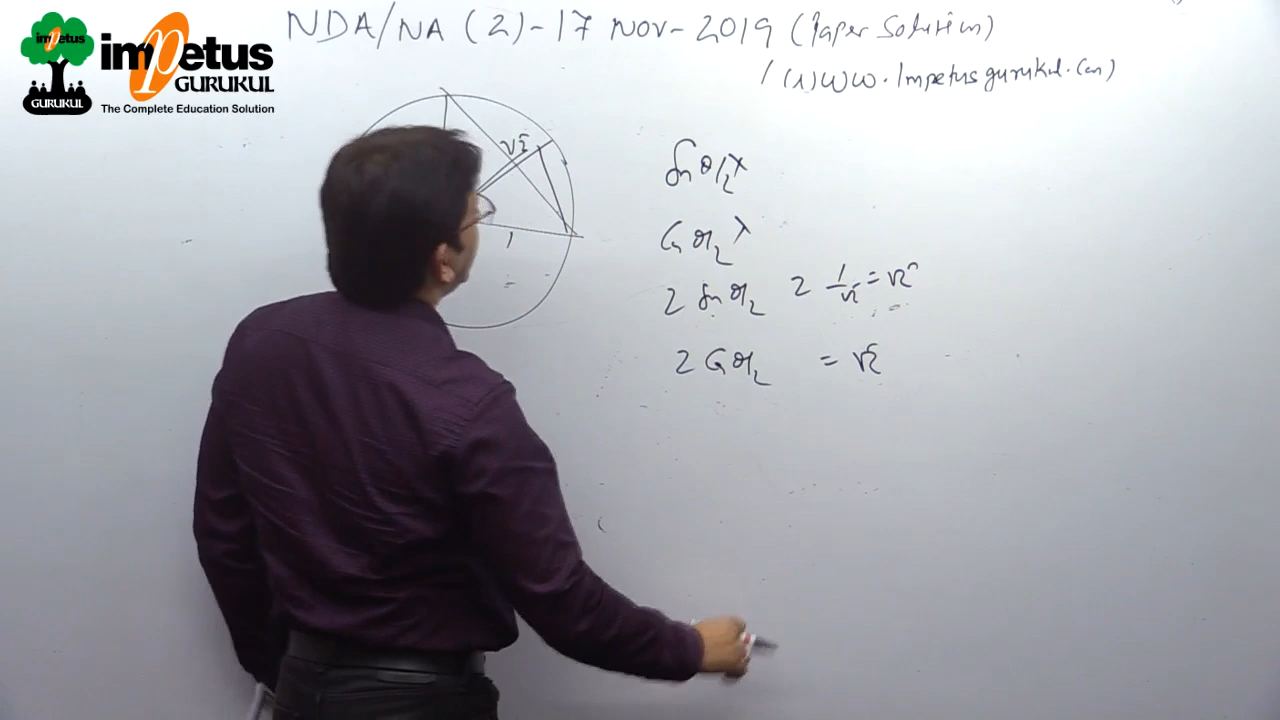 imPetus
GURUKUL
imPetus
GURUKUL
The Complete Education Solution
NDA/NA (2)-17 Nov-2019 (Paper Solution)
/ (1) WWW.Impetusgurukul.Com)
√2
1
Sin θ/2 ×
Cos θ/2 ×
2 Sin θ/2 2 1/√2 = √2
2 Cos θ/2 = √2